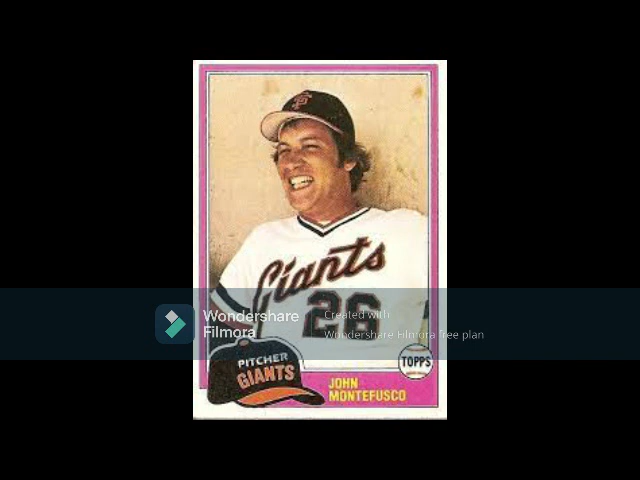 SF
Giants
26
Wondershare
Filmora
Created with
Wondershare Filmora free plan
PITCHER
GIANTS
TOPPS
JOHN
MONTEFUSCO